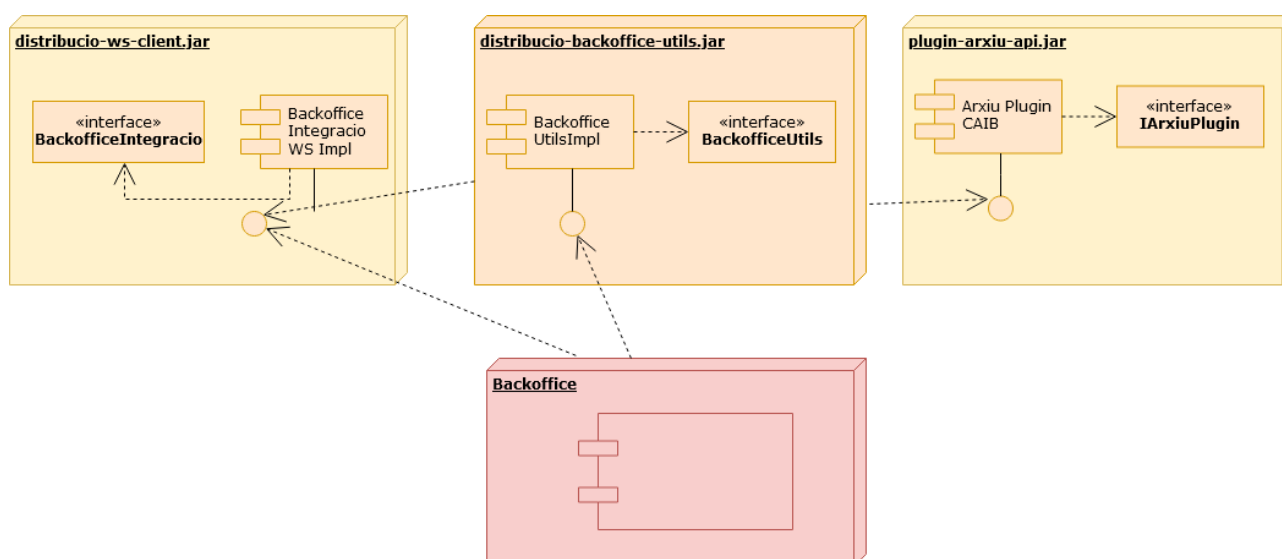 distribucio-ws-client.jar
«interface»
BackofficeIntegracio
Backoffice
Integracio
WS Impl
distribucio-backoffice-utils.jar
Backoffice
UtilsImpl
«interface»
BackofficeUtils
plugin-arxiu-api.jar
Arxiu Plugin
CAIB
«interface»
IArxiuPlugin
Backoffice